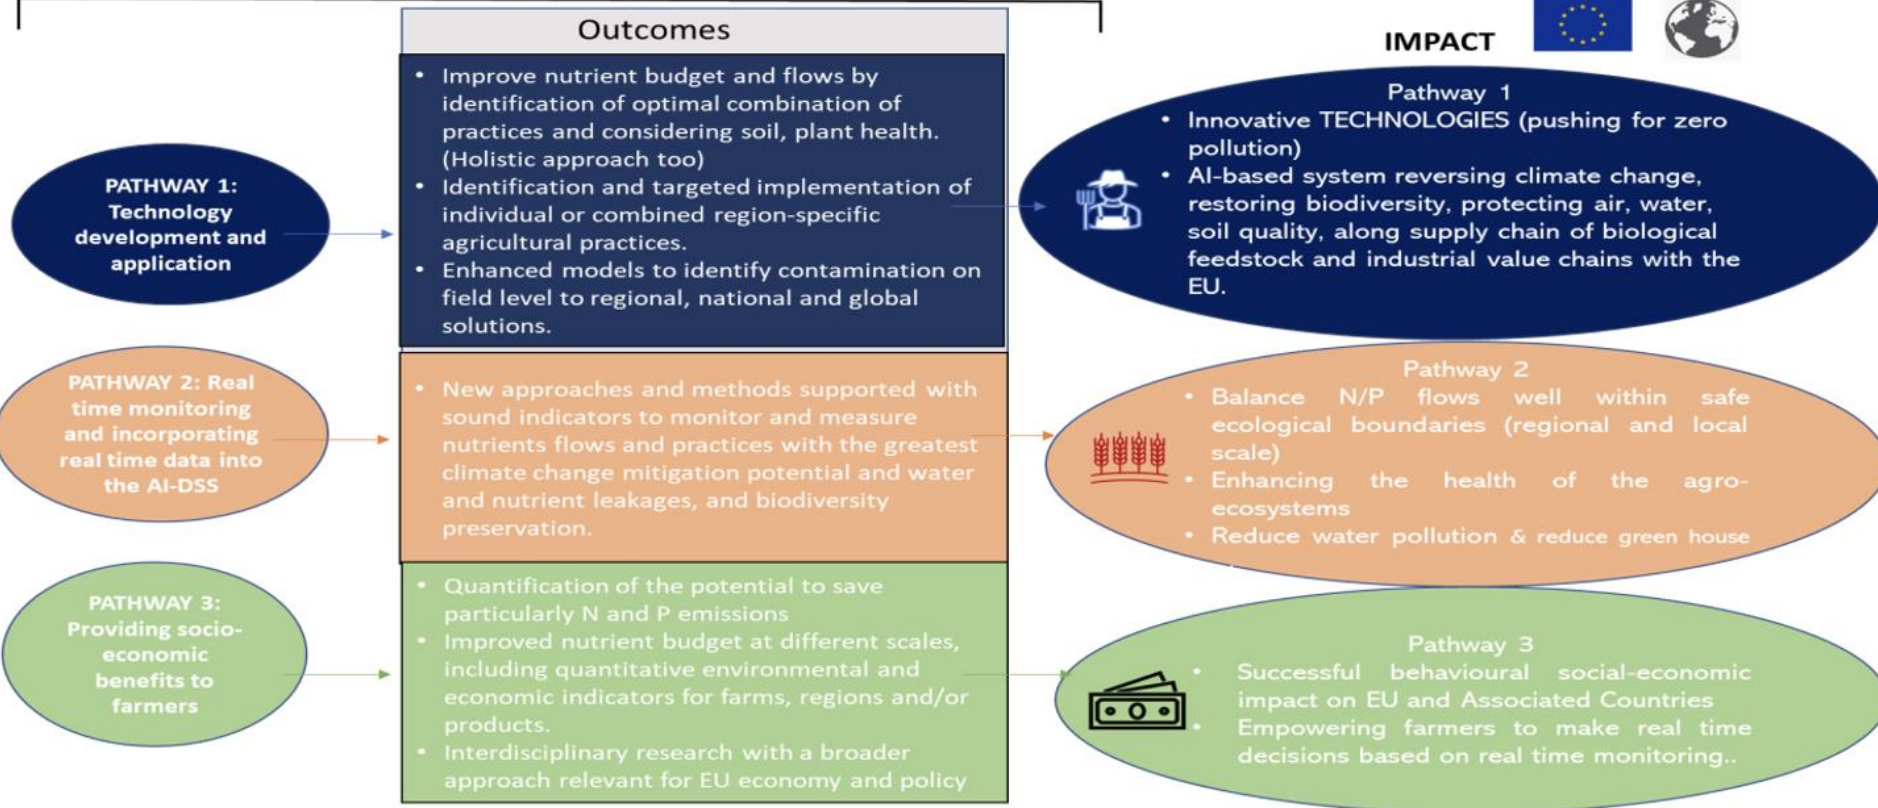 Outcomes
IMPACT
PATHWAY 1:
Technology
development and
application
• Improve nutrient budget and flows by
identification of optimal combination of
practices and considering soil, plant health.
(Holistic approach too)
• Identification and targeted implementation of
individual or combined region-specific
agricultural practices.
• Enhanced models to identify contamination on
field level to regional, national and global
solutions.
Pathway 1
• Innovative TECHNOLOGIES (pushing for zero
pollution)
• AI-based system reversing climate change,
restoring biodiversity, protecting air, water,
soil quality, along supply chain of biological
feedstock and industrial value chains with the
EU.
PATHWAY 2: Real
time monitoring
and incorporating
real time data into
the AI-DSS
• New approaches and methods supported with
sound indicators to monitor and measure
nutrients flows and practices with the greatest
climate change mitigation potential and water
and nutrient leakages, and biodiversity
preservation.
Pathway 2
• Balance N/P flows well within safe
ecological boundaries (regional and local
scale)
• Enhancing the health of the agro-
ecosystems
• Reduce water pollution & reduce green house
PATHWAY 3:
Providing socio-
economic
benefits to
farmers
• Quantification of the potential to save
particularly N and P emissions
• Improved nutrient budget at different scales,
including quantitative environmental and
economic indicators for farms, regions and/or
products.
• Interdisciplinary research with a broader
approach relevant for EU economy and policy
Pathway 3
• Successful behavioural social-economic
impact on EU and Associated Countries
• Empowering farmers to make real time
decisions based on real time monitoring..